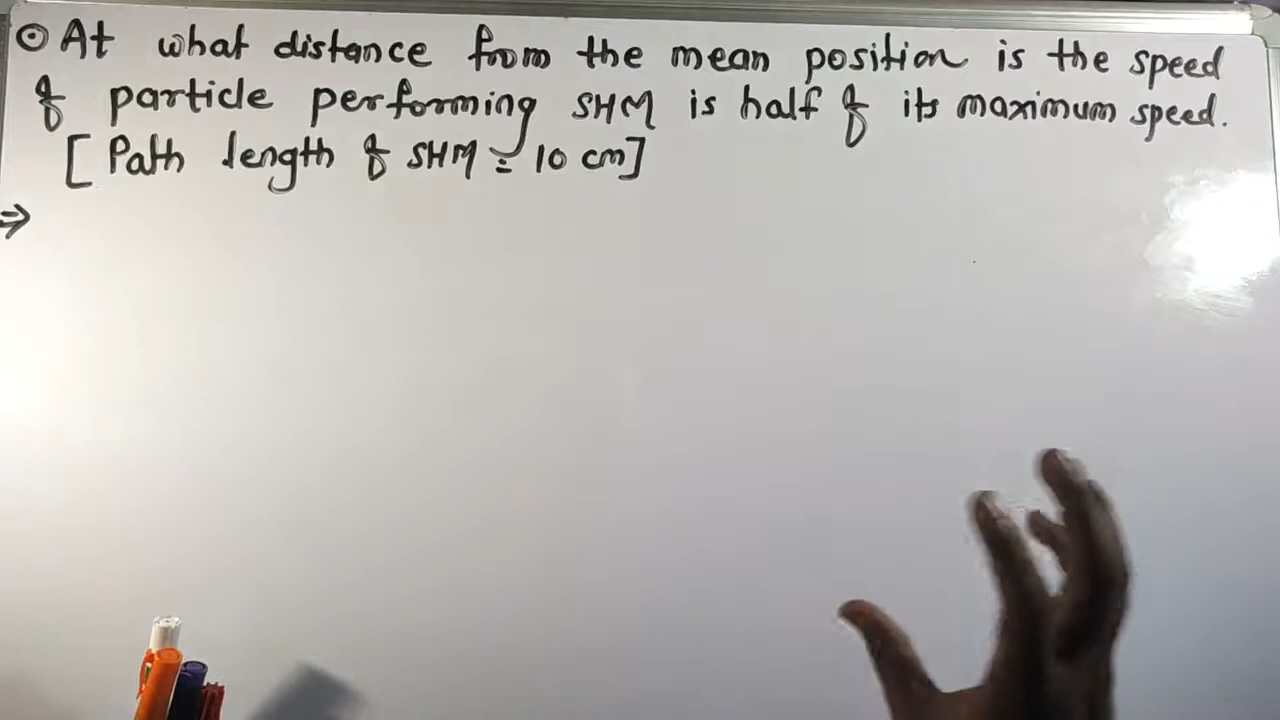 ⊙ At what distance from the mean position is the speed
of particle performing SHM is half of its maximum speed.
[ Path length of SHM = 10 cm ]
⇒